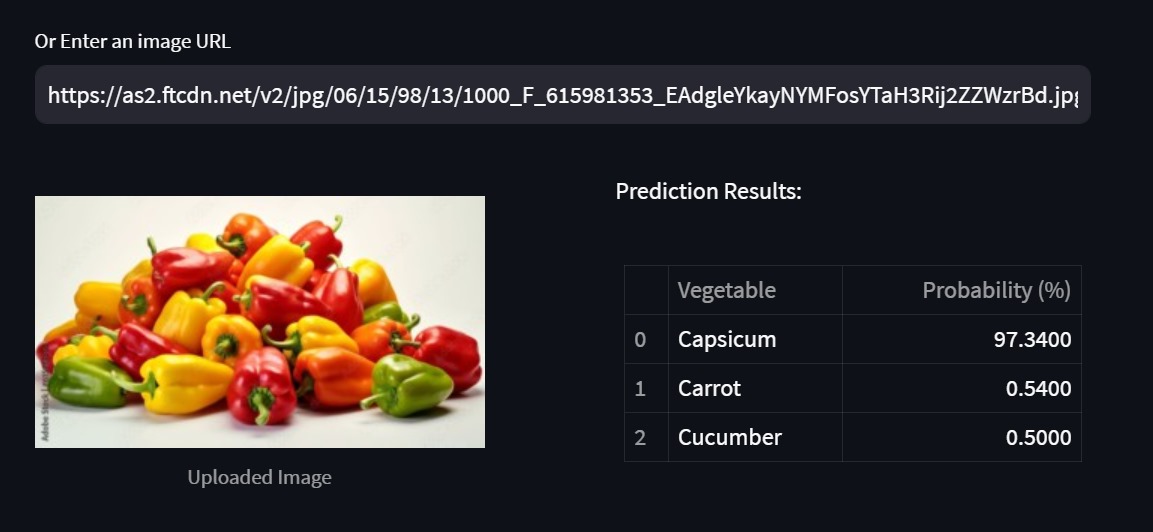 Or Enter an image URL
https://as2.ftcdn.net/v2/jpg/06/15/98/13/1000_F_615981353_EAdgleYkayNYMFosYTaH3Rij2ZZWzrBd.jpg
Prediction Results:
Vegetable Probability (%)
0 Capsicum 97.3400
1 Carrot 0.5400
2 Cucumber 0.5000
Adobe Stock
Uploaded Image